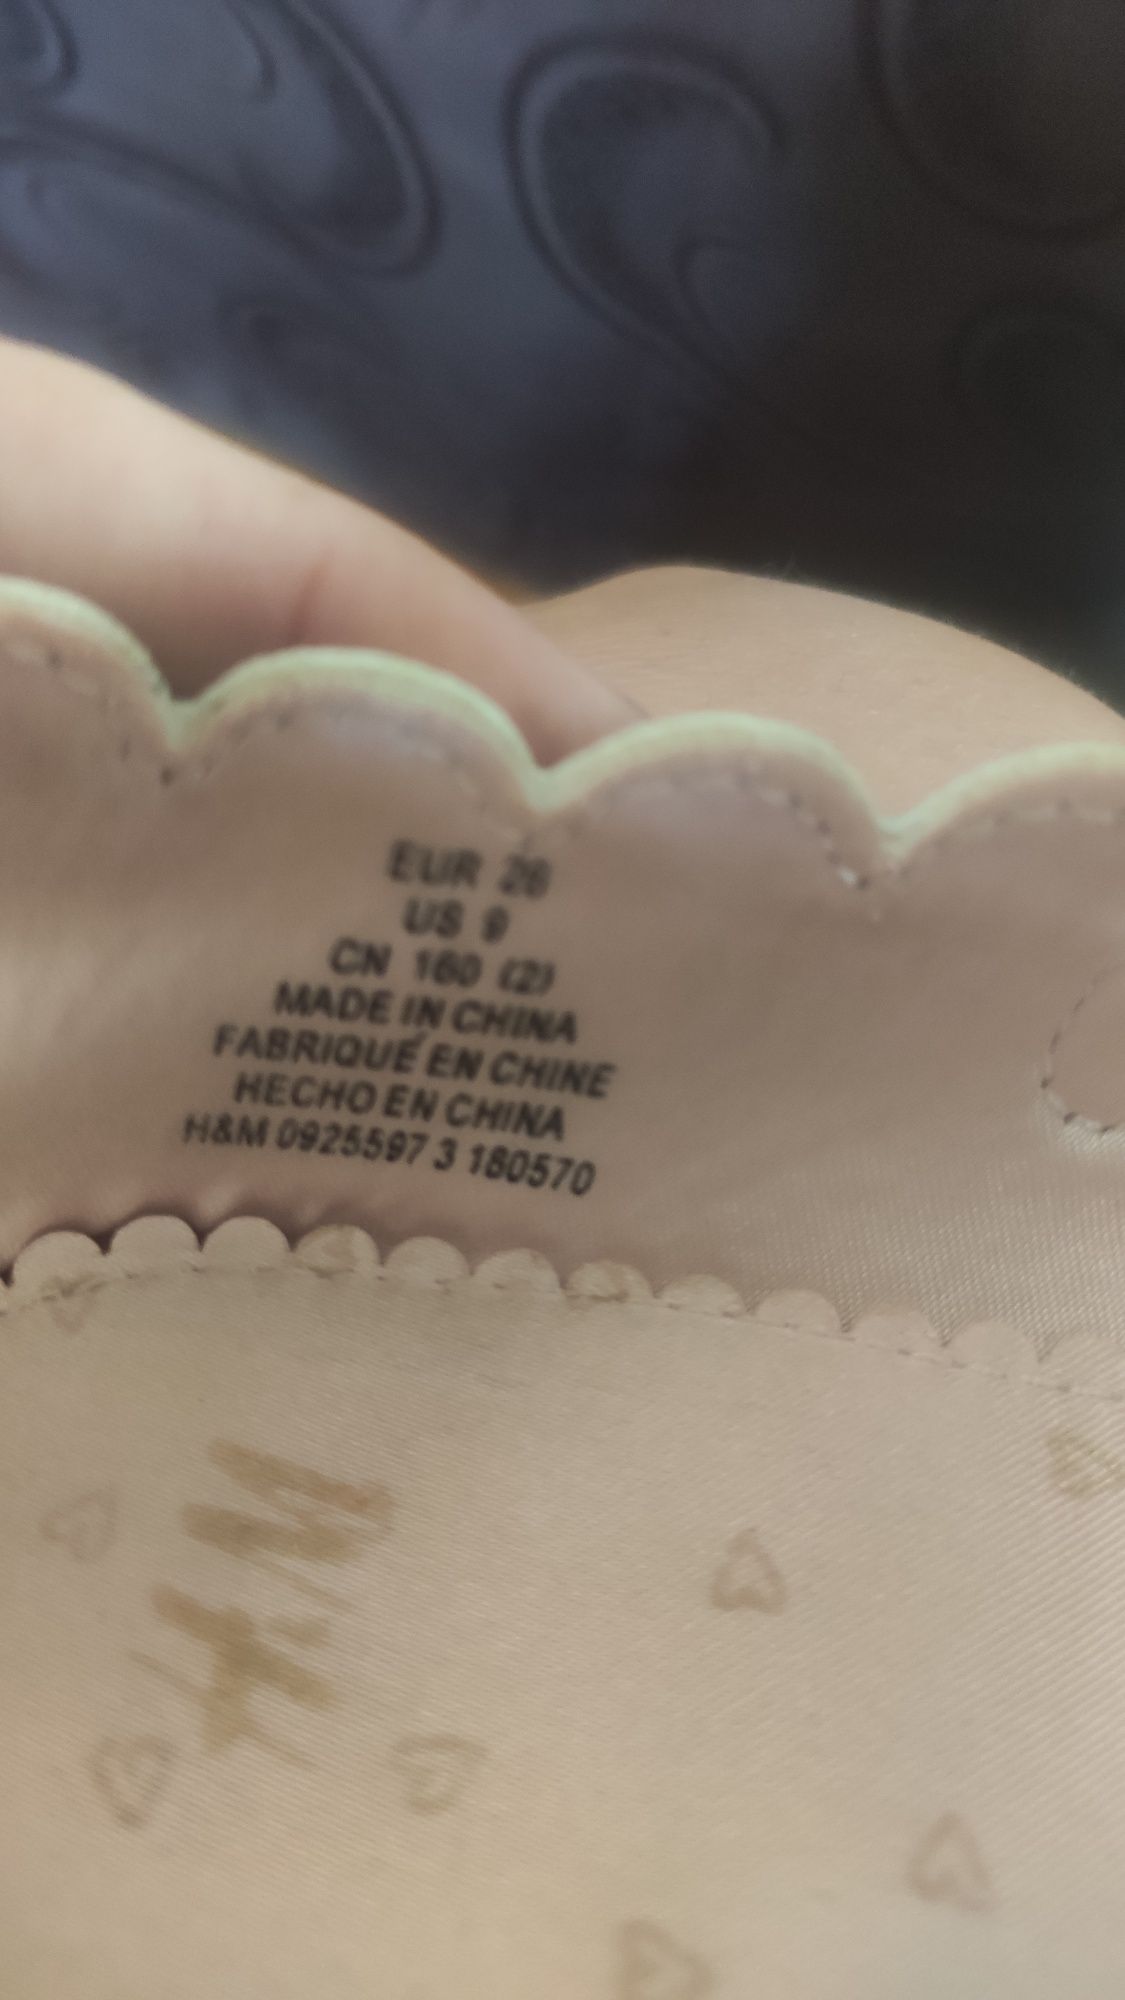 EUR 26
US 9
CN 160 (2)
MADE IN CHINA
FABRIQUÉ EN CHINE
HECHO EN CHINA
H&M 0925597 3 180570
H&M